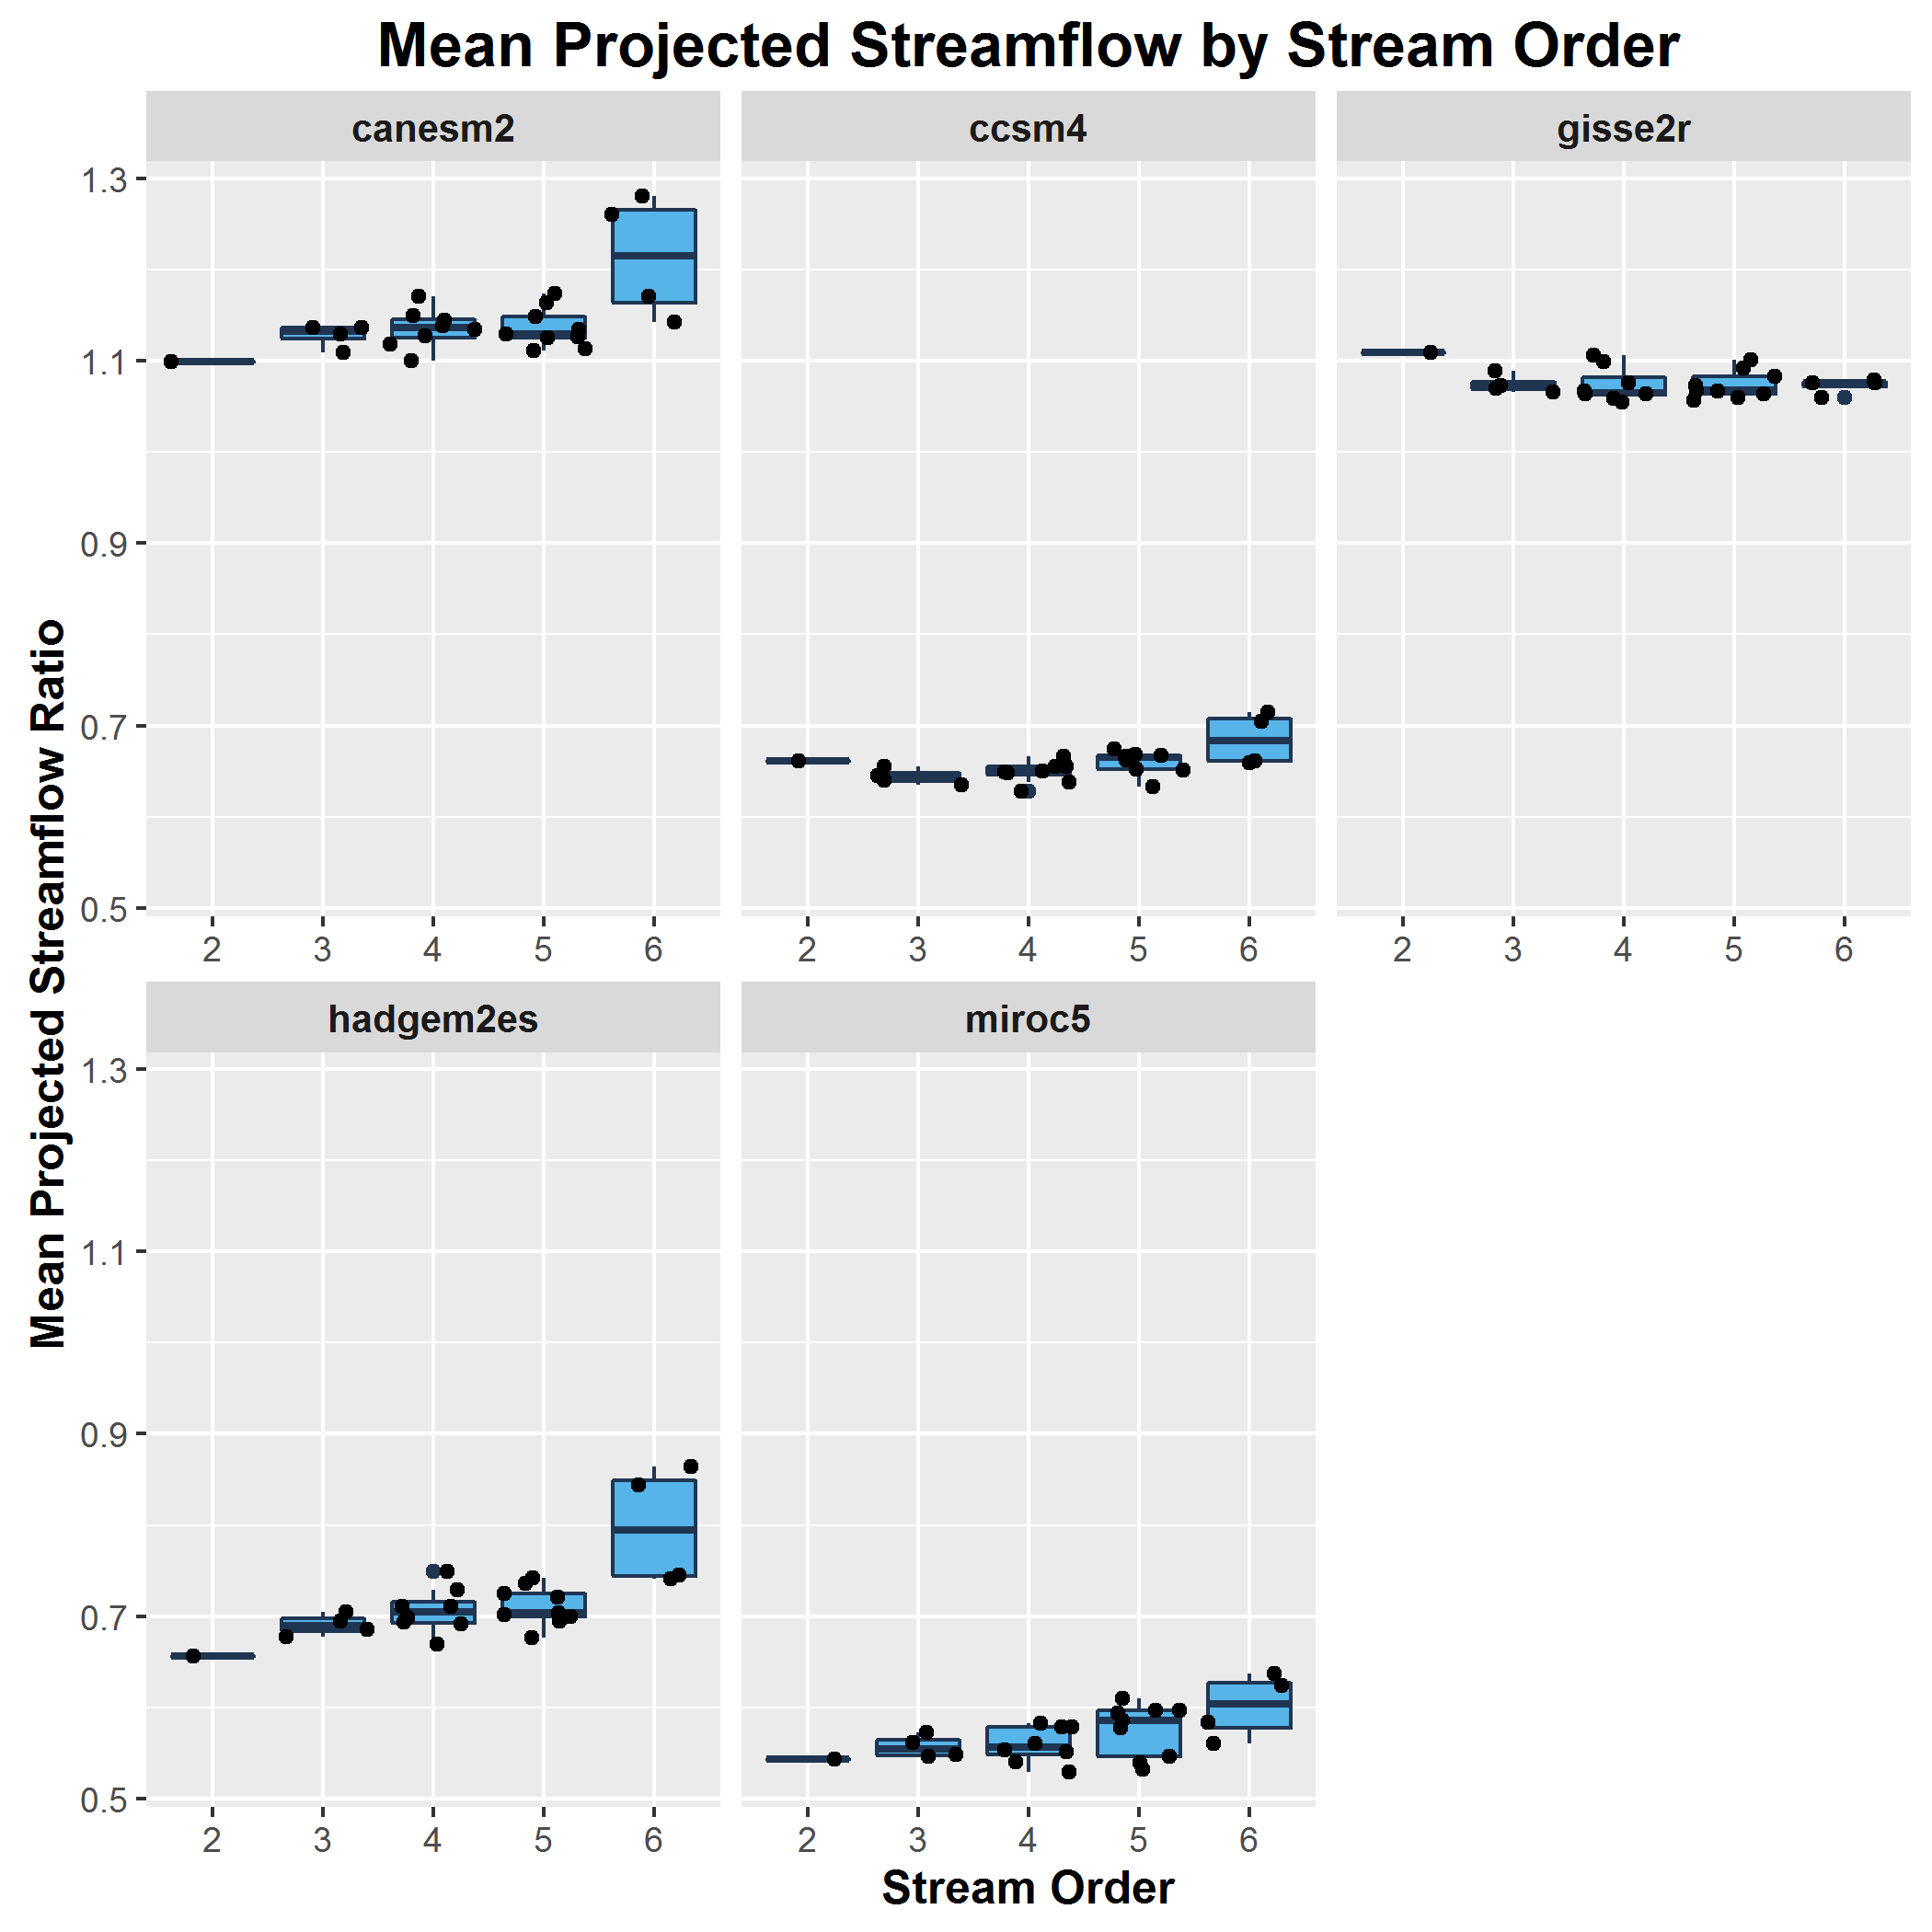 Mean Projected Streamflow by Stream Order
canesm2
ccsm4
gisse2r
1.3
1.1
0.9
0.7
0.5
2 3 4 5 6
2 3 4 5 6
2 3 4 5 6
Mean Projected Streamflow Ratio
hadgem2es
miroc5
1.3
1.1
0.9
0.7
0.5
2 3 4 5 6
2 3 4 5 6
Stream Order